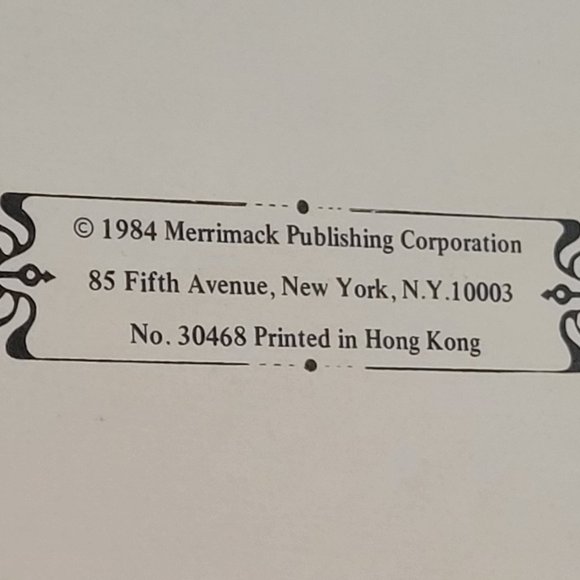 © 1984 Merrimack Publishing Corporation
85 Fifth Avenue, New York, N.Y.10003
No. 30468 Printed in Hong Kong